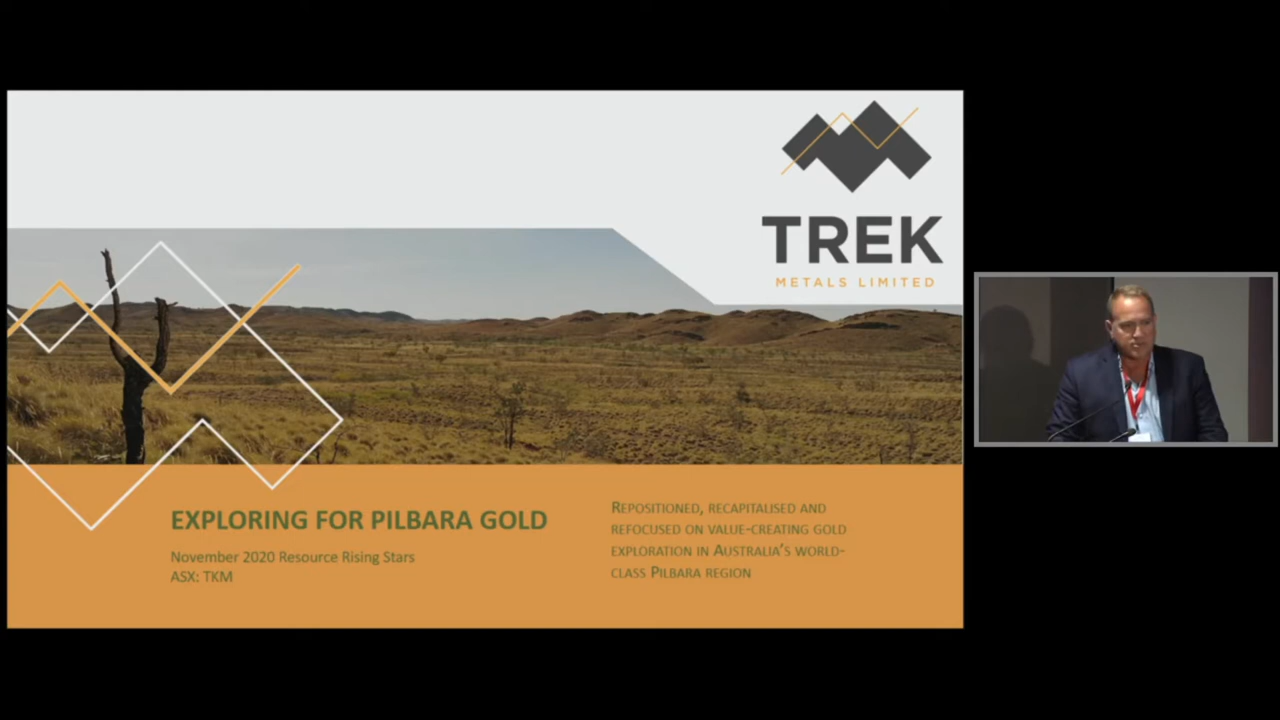 TREK
METALS LIMITED
EXPLORING FOR PILBARA GOLD
November 2020 Resource Rising Stars
ASX: TKM
REPOSITIONED, RECAPITALISED AND
REFOCUSED ON VALUE-CREATING GOLD
EXPLORATION IN AUSTRALIA'S WORLD-
CLASS PILBARA REGION